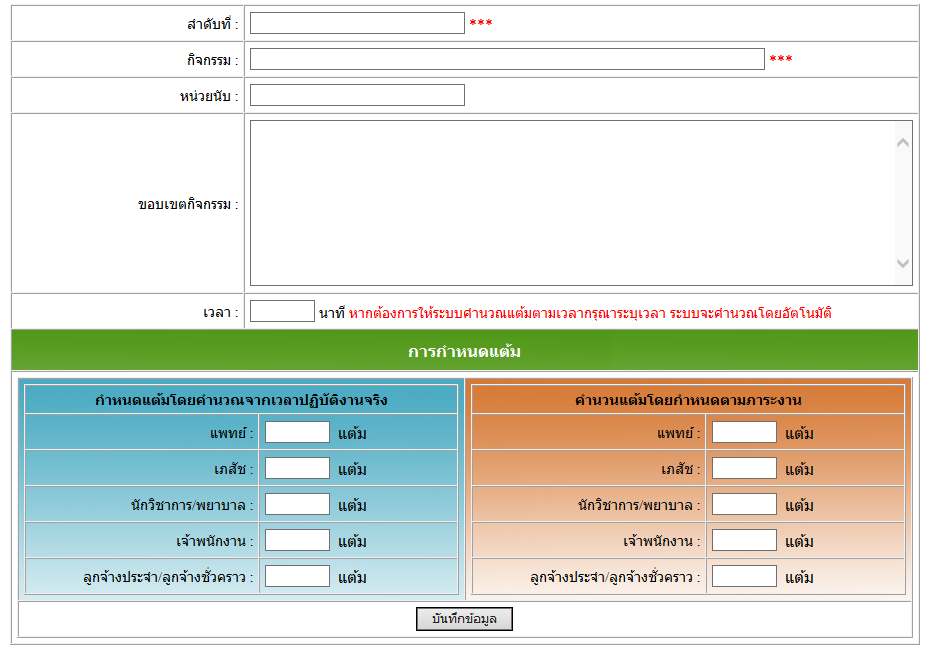 ลำดับที่ : ***
กิจกรรม : ***
หน่วยนับ :
ขอบเขตกิจกรรม :
เวลา : นาที หากต้องการให้ระบบคำนวณแต้มตามเวลากรุณาระบุเวลา ระบบจะคำนวณโดยอัตโนมัติ
การกำหนดแต้ม
กำหนดแต้มโดยคำนวณจากเวลาปฏิบัติงานจริง
แพทย์ : แต้ม
เภสัช : แต้ม
นักวิชาการ/พยาบาล : แต้ม
เจ้าพนักงาน : แต้ม
ลูกจ้างประจำ/ลูกจ้างชั่วคราว : แต้ม
คำนวนแต้มโดยกำหนดตามภาระงาน
แพทย์ : แต้ม
เภสัช : แต้ม
นักวิชาการ/พยาบาล : แต้ม
เจ้าพนักงาน : แต้ม
ลูกจ้างประจำ/ลูกจ้างชั่วคราว : แต้ม
บันทึกข้อมูล